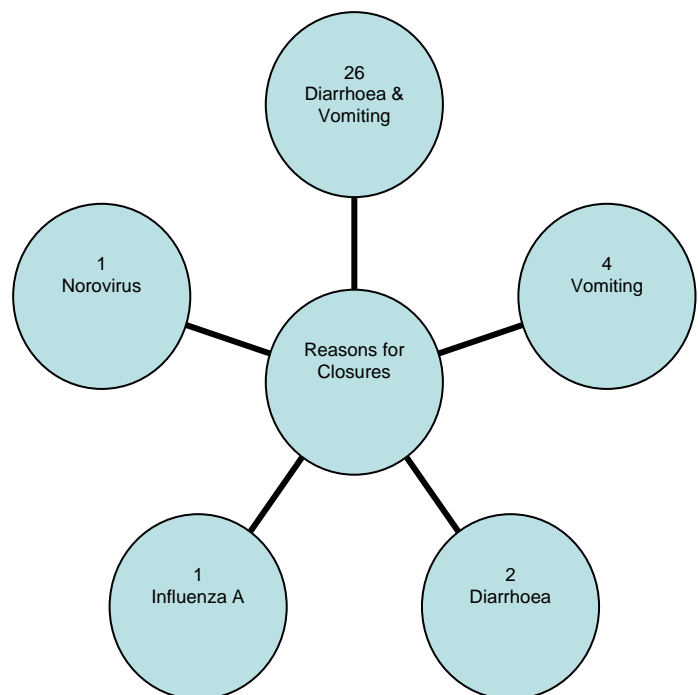 26
Diarrhoea &
Vomiting
1
Norovirus
4
Vomiting
Reasons for
Closures
1
Influenza A
2
Diarrhoea